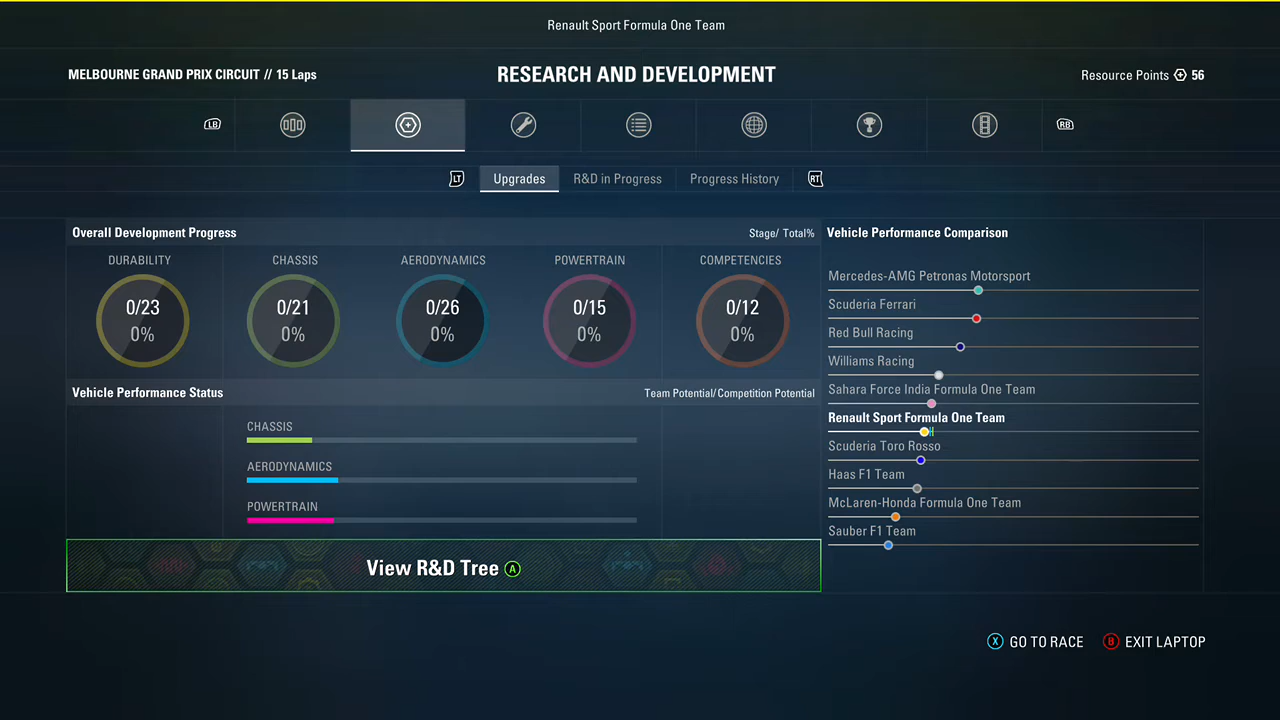 Renault Sport Formula One Team
MELBOURNE GRAND PRIX CIRCUIT // 15 Laps
RESEARCH AND DEVELOPMENT
Resource Points 56
LB
RB
LT
Upgrades
R&D in Progress
Progress History
RT
Overall Development Progress
Stage/ Total%
DURABILITY
CHASSIS
AERODYNAMICS
POWERTRAIN
COMPETENCIES
0/23
0%
0/21
0%
0/26
0%
0/15
0%
0/12
0%
Vehicle Performance Status
Team Potential/Competition Potential
CHASSIS
AERODYNAMICS
POWERTRAIN
View R&D Tree A
Vehicle Performance Comparison
Mercedes-AMG Petronas Motorsport
Scuderia Ferrari
Red Bull Racing
Williams Racing
Sahara Force India Formula One Team
Renault Sport Formula One Team
Scuderia Toro Rosso
Haas F1 Team
McLaren-Honda Formula One Team
Sauber F1 Team
X GO TO RACE
B EXIT LAPTOP